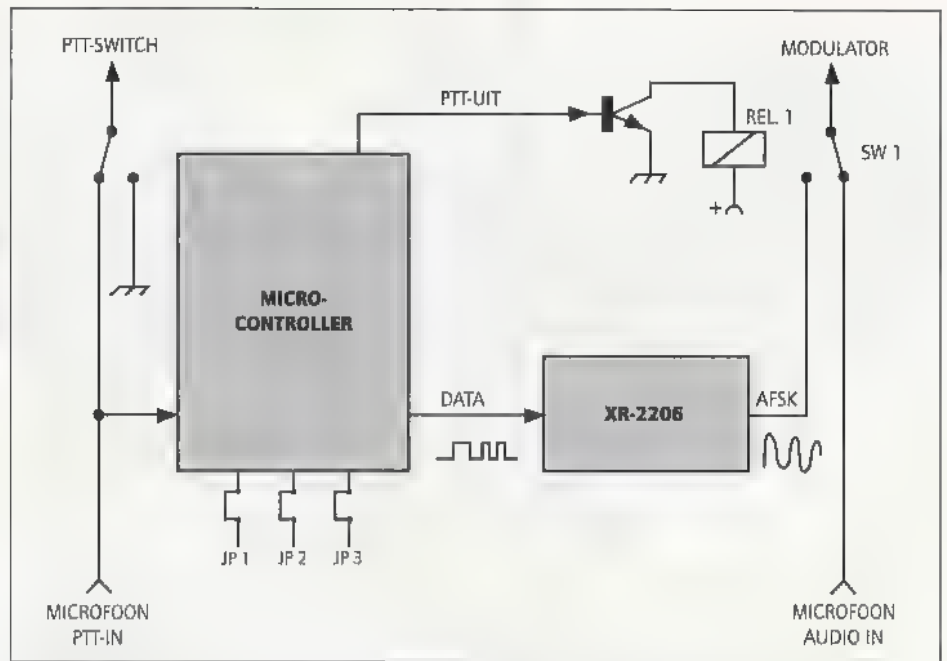 PTT-SWITCH
MODULATOR
PTT-UIT
REL. 1
SW 1
+
MICRO-
CONTROLLER
DATA
XR-2206
AFSK
JP 1
JP 2
JP 3
MICROFOON
PTT-IN
MICROFOON
AUDIO IN